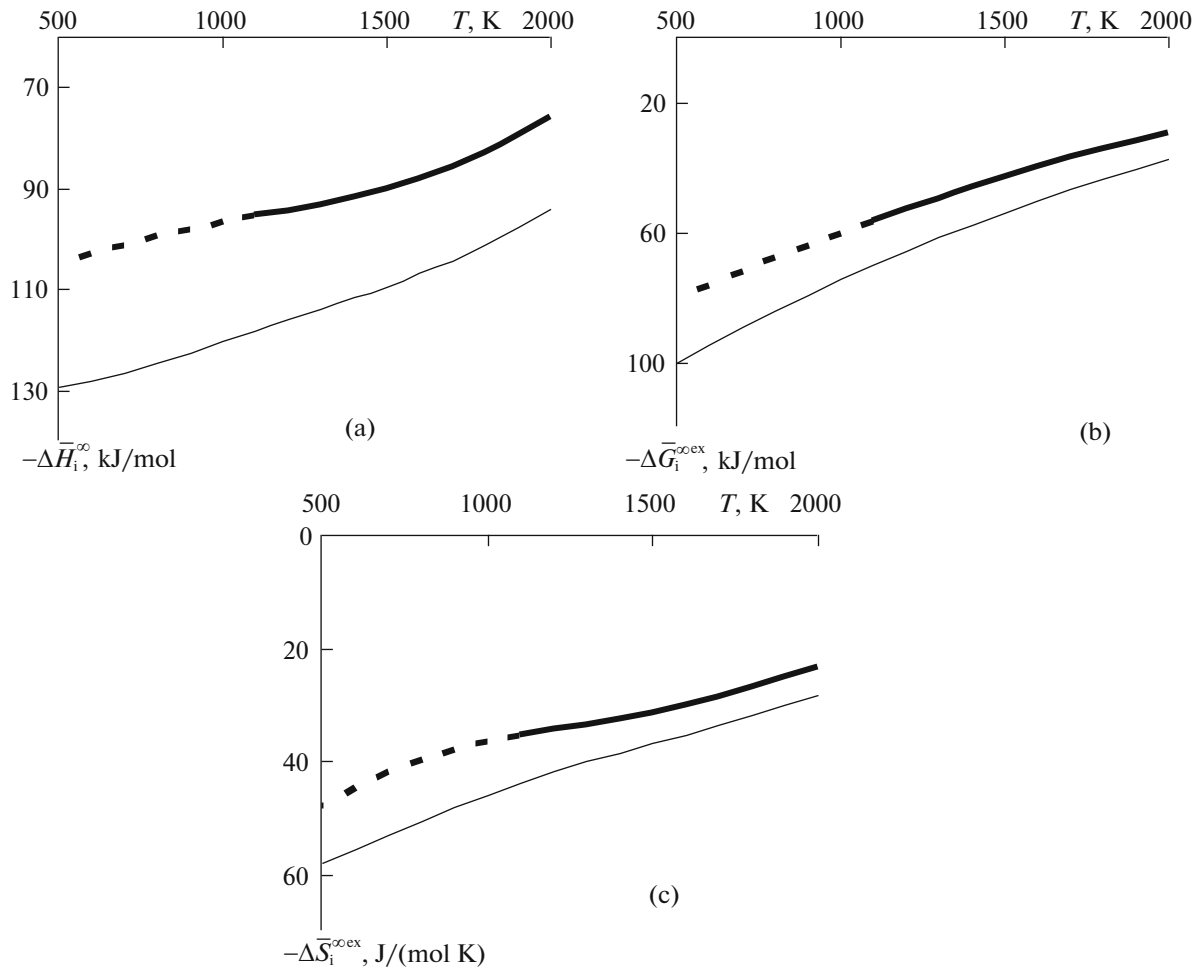 500 1000 1500 T, K 2000
70
90
110
130
(a)
−ΔH̅ᵢ^∞, kJ/mol
500 1000 1500 T, K 2000
20
60
100
(b)
−ΔG̅ᵢ^∞ex, kJ/mol
500 1000 1500 T, K 2000
0
20
40
60
(c)
−ΔS̅ᵢ^∞ex, J/(mol K)